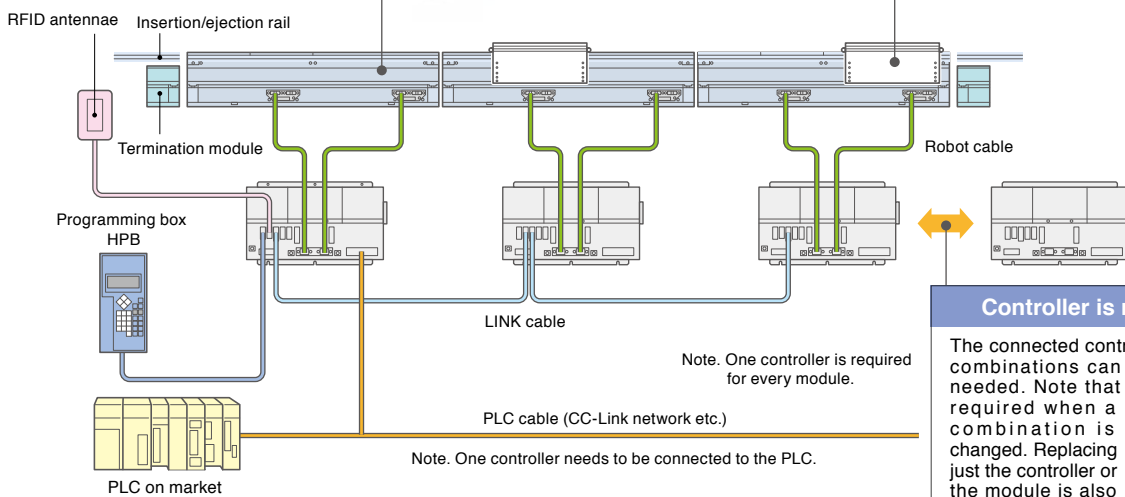 RFID antennae
Insertion/ejection rail
Termination module
Robot cable
Programming box
HPB
LINK cable
Note. One controller is required
for every module.
PLC cable (CC-Link network etc.)
Note. One controller needs to be connected to the PLC.
PLC on market
Controller is
The connected
combinations can
needed. Note that
required when a
combination is
changed. Replacing
just the controller or
the module is also